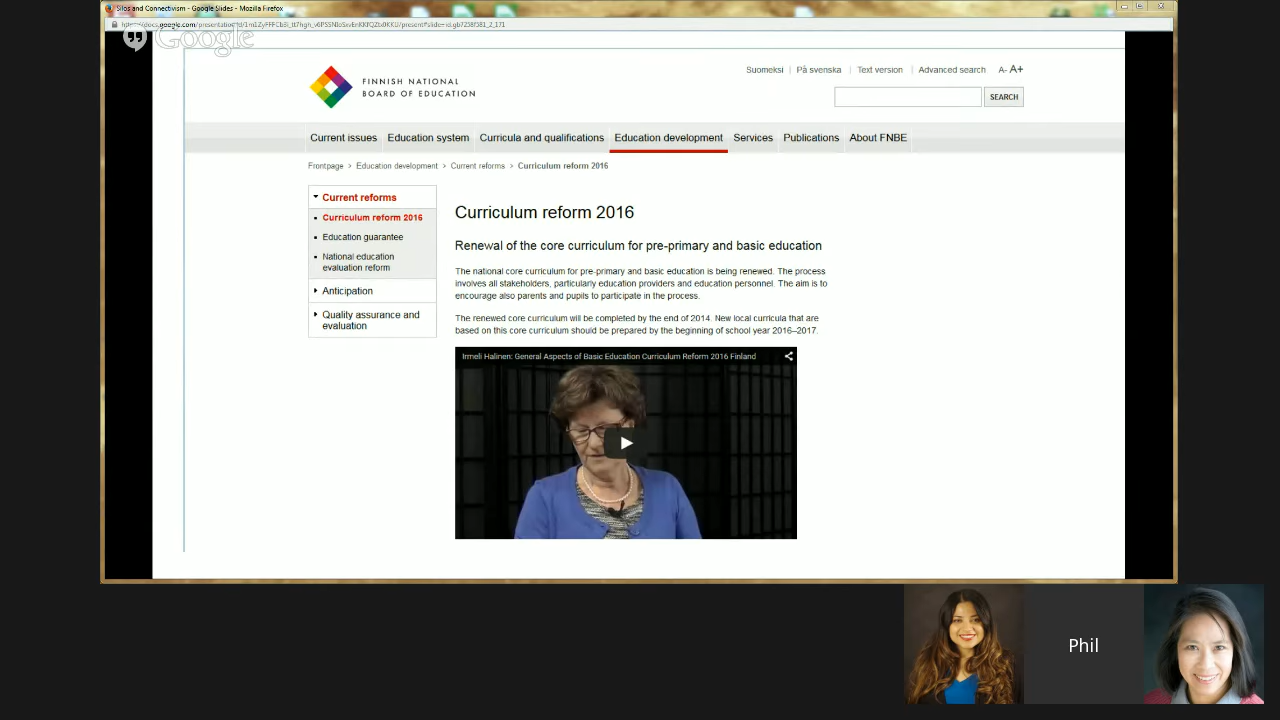 Silos and Connectivism - Google Slides - Mozilla Firefox
Google
FINNISH NATIONAL
BOARD OF EDUCATION
Suomeksi | På svenska | Text version | Advanced search A- A+
SEARCH
Current issues Education system Curricula and qualifications Education development Services Publications About FNBE
Frontpage > Education development > Current reforms > Curriculum reform 2016
Current reforms
Curriculum reform 2016
Education guarantee
National education
evaluation reform
Anticipation
Quality assurance and
evaluation
Curriculum reform 2016
Renewal of the core curriculum for pre-primary and basic education
The national core curriculum for pre-primary and basic education is being renewed. The process
involves all stakeholders, particularly education providers and education personnel. The aim is to
encourage also parents and pupils to participate in the process.
The renewed core curriculum will be completed by the end of 2014. New local curricula that are
based on this core curriculum should be prepared by the beginning of school year 2016–2017.
Irmeli Halinen: General Aspects of Basic Education Curriculum Reform 2016 Finland
Phil